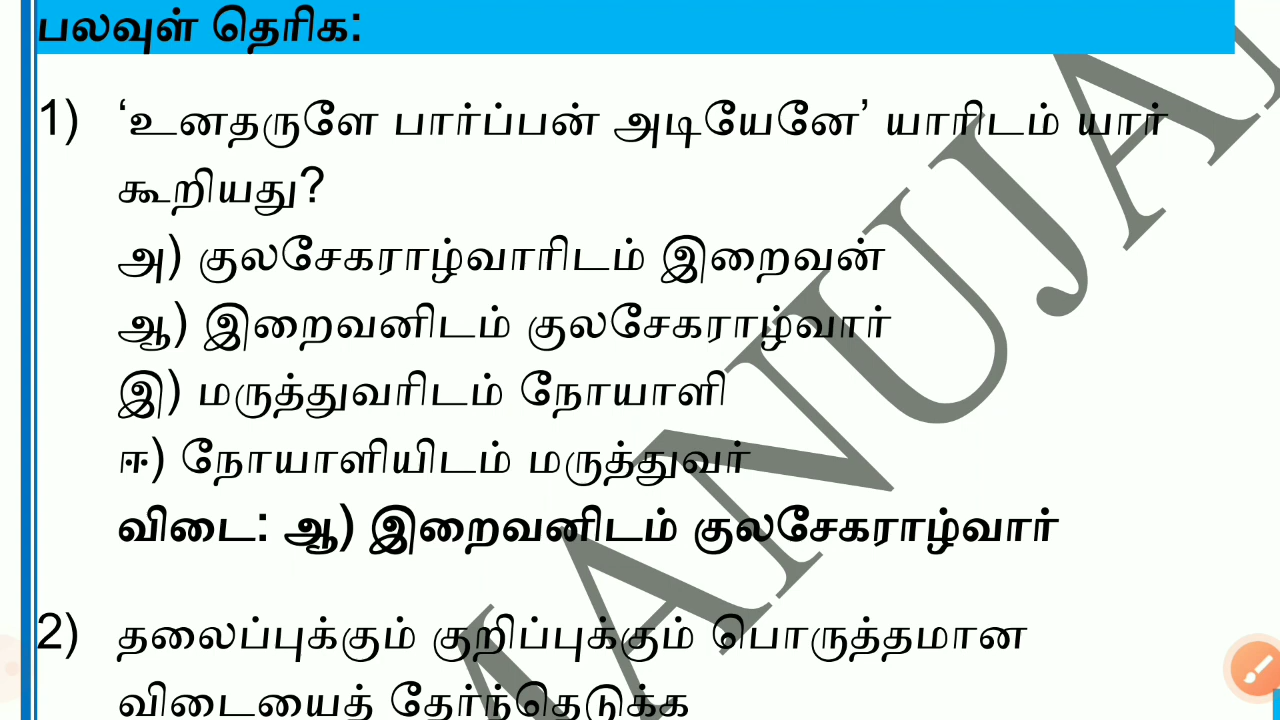 பலவுள் தெரிக:
1) ‘உனதருளே பார்ப்பன் அடியேனே’ யாரிடம் யார்
கூறியது?
அ) குலசேகராழ்வாரிடம் இறைவன்
ஆ) இறைவனிடம் குலசேகராழ்வார்
இ) மருத்துவரிடம் நோயாளி
ஈ) நோயாளியிடம் மருத்துவர்
விடை: ஆ) இறைவனிடம் குலசேகராழ்வார்
2) தலைப்புக்கும் குறிப்புக்கும் பொருத்தமான
விடையைத் தேர்ந்தெடுக்க